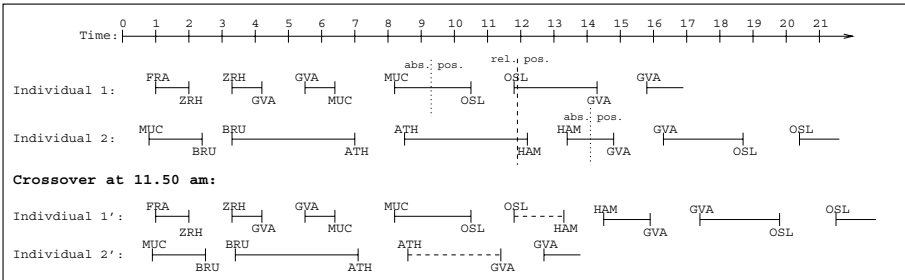 0 1 2 3 4 5 6 7 8 9 10 11 12 13 14 15 16 17 18 19 20 21
Time:
abs. pos. rel. pos.
FRA ZRH GVA MUC OSL GVA
Individual 1:
ZRH GVA MUC OSL GVA
abs. pos.
MUC BRU ATH HAM GVA OSL
Individual 2:
BRU ATH HAM GVA OSL
Crossover at 11.50 am:
FRA ZRH GVA MUC OSL HAM GVA OSL
Indivdiual 1':
ZRH GVA MUC OSL HAM GVA OSL
MUC BRU ATH GVA
Individual 2':
BRU ATH GVA